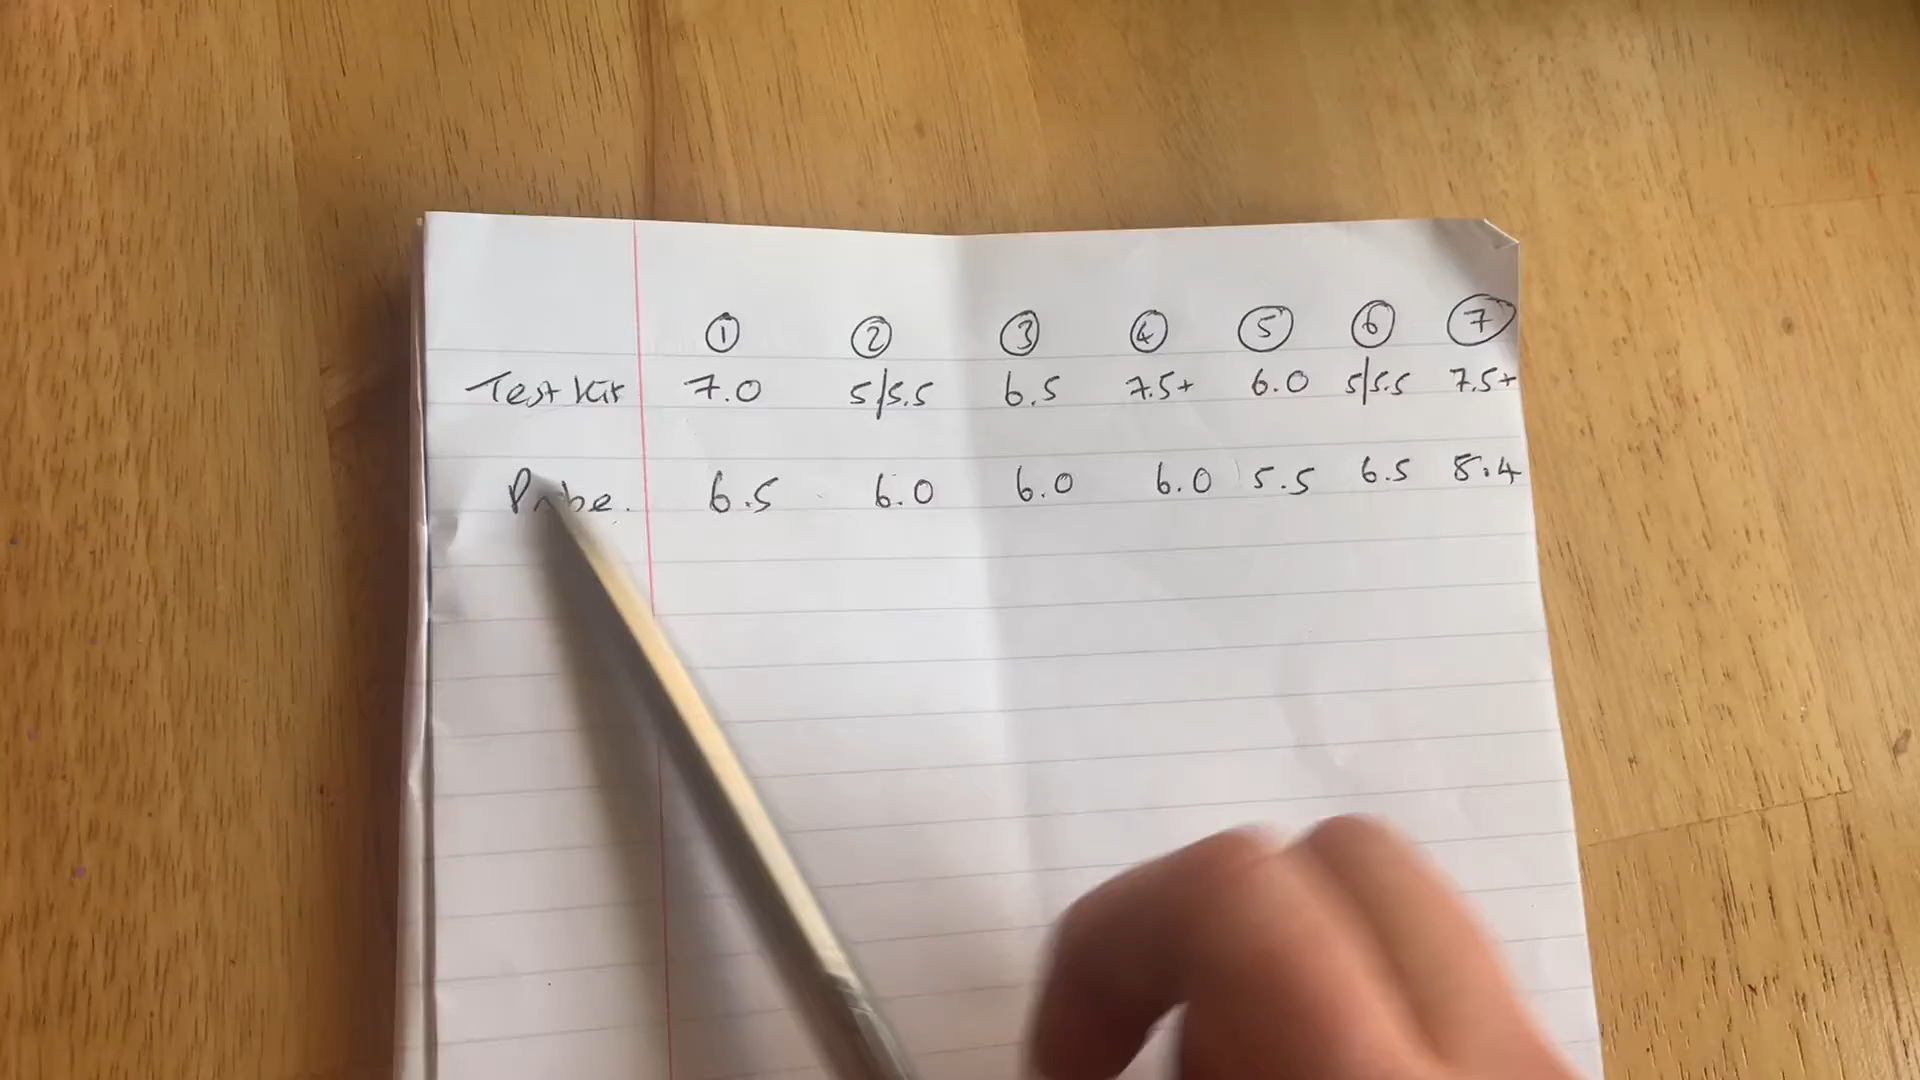 ① ② ③ ④ ⑤ ⑥ ⑦
Test Kit 7.0 5/5.5 6.5 7.5+ 6.0 5/5.5 7.5+
Probe. 6.5 6.0 6.0 6.0 5.5 6.5 5.4